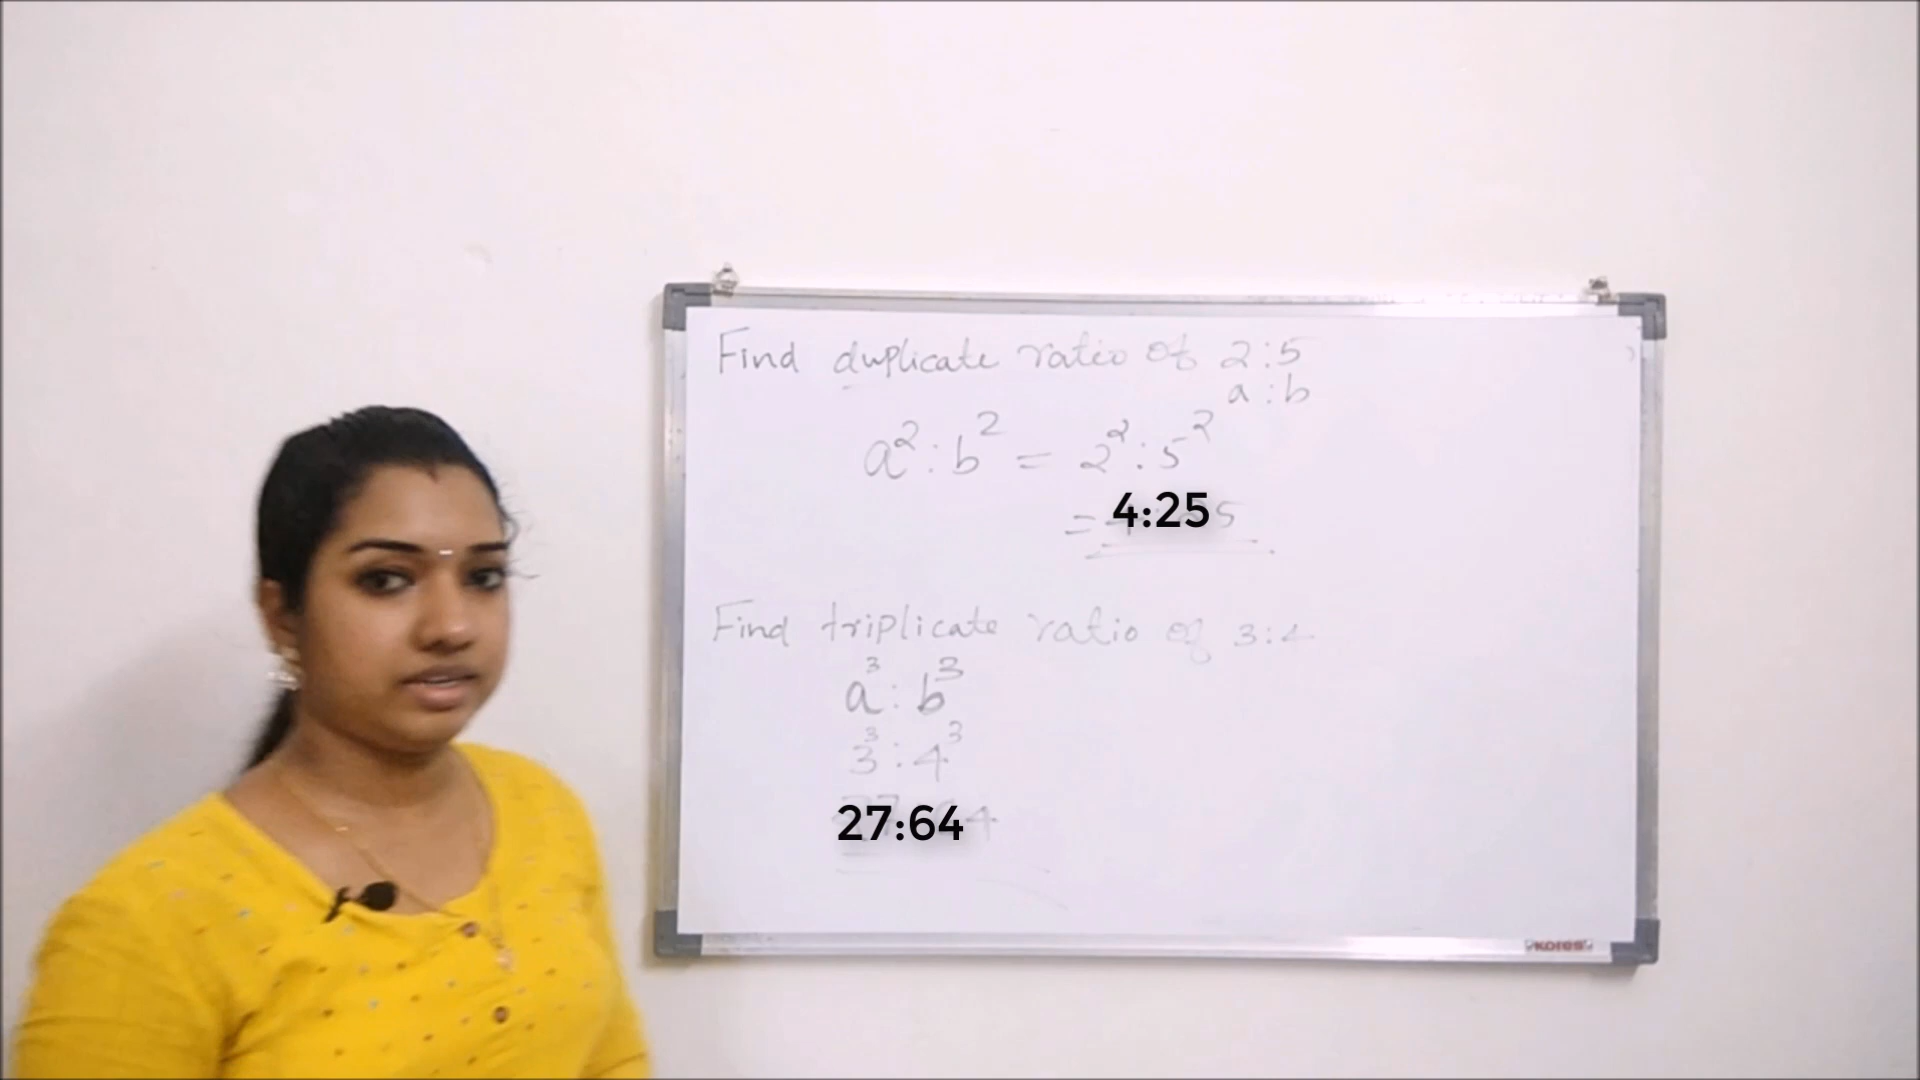 Find duplicate ratio of 2:5
a:b
a²:b² = 2²:5²
= 4:25
Find triplicate ratio of 3:4
a³:b³
3³:4³
27:64
Kores